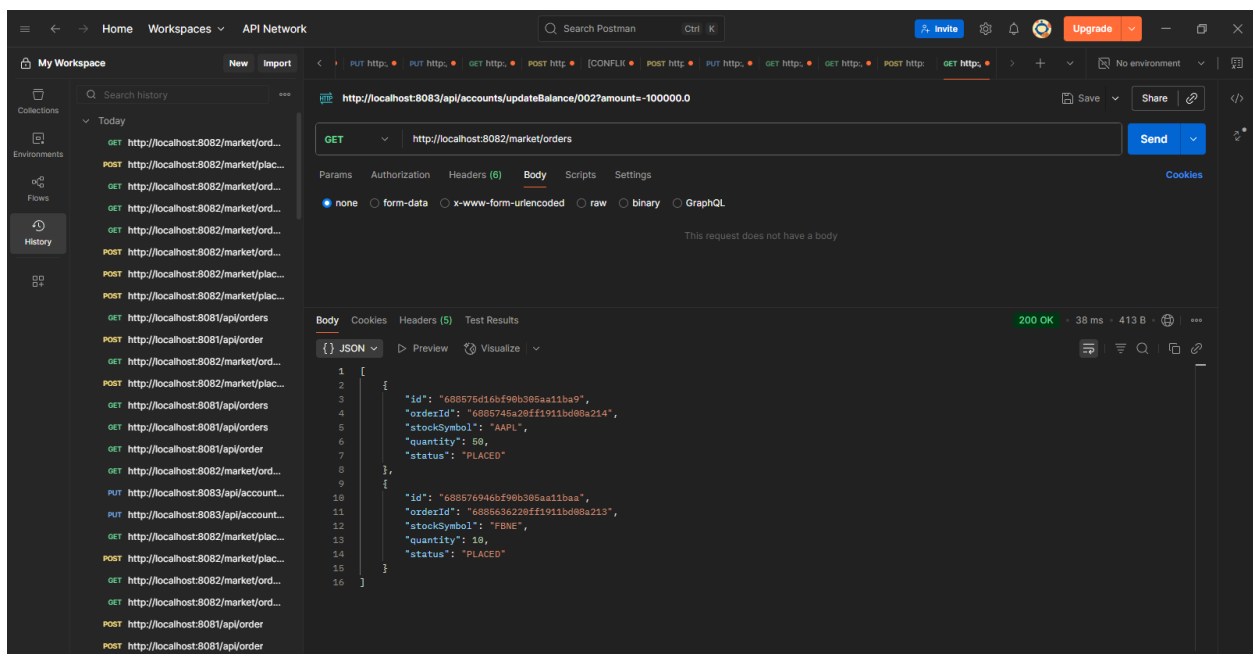 Home Workspaces API Network Search Postman Ctrl K Invite Upgrade
My Workspace New Import PUT http:, PUT http:, GET http:, POST http [CONFLI( POST http PUT http:, GET http:, GET http:, POST http: GET http:, No environment
Collections
Environments
Flows
History
Search history
Today
GET http://localhost:8082/market/ord...
POST http://localhost:8082/market/plac...
GET http://localhost:8082/market/ord...
GET http://localhost:8082/market/ord...
GET http://localhost:8082/market/ord...
POST http://localhost:8082/market/ord...
POST http://localhost:8082/market/plac...
POST http://localhost:8082/market/plac...
GET http://localhost:8081/api/orders
POST http://localhost:8081/api/order
GET http://localhost:8082/market/ord...
POST http://localhost:8082/market/plac...
GET http://localhost:8081/api/orders
GET http://localhost:8081/api/orders
GET http://localhost:8081/api/order
GET http://localhost:8082/market/ord...
PUT http://localhost:8083/api/account...
PUT http://localhost:8083/api/account...
GET http://localhost:8082/market/plac...
POST http://localhost:8082/market/plac...
GET http://localhost:8082/market/ord...
GET http://localhost:8082/market/ord...
POST http://localhost:8081/api/order
POST http://localhost:8081/api/order
HTTP http://localhost:8083/api/accounts/updateBalance/002?amount=-100000.0 Save Share
GET http://localhost:8082/market/orders Send
Params Authorization Headers (6) Body Scripts Settings Cookies
none form-data x-www-form-urlencoded raw binary GraphQL
This request does not have a body
Body Cookies Headers (5) Test Results 200 OK 38 ms 413 B
{} JSON Preview Visualize
1 [
2 {
3 "id": "688575d16bf90b305aa11ba9",
4 "orderId": "6885745a20ff1911bd08a214",
5 "stockSymbol": "AAPL",
6 "quantity": 50,
7 "status": "PLACED"
8 },
9 {
10 "id": "688576946bf90b305aa11baa",
11 "orderId": "6885636220ff1911bd08a213",
12 "stockSymbol": "FBNE",
13 "quantity": 10,
14 "status": "PLACED"
15 }
16 ]